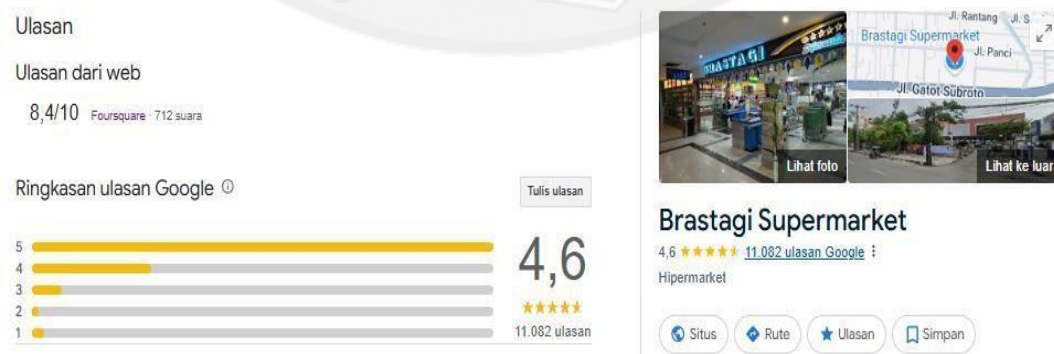 Ulasan
Ulasan dari web
8,4/10 Foursquare · 712 suara
Ringkasan ulasan Google
Tulis ulasan
5
4
3
2
1
4,6
11.082 ulasan
BRASTAGI
Lihat foto
Jl. Rantang
Jl. S
Brastagi Supermarket
Jl. Panci
Jl. Gatot Subroto
Lihat ke luar
Brastagi Supermarket
4,6 11.082 ulasan Google
Hipermarket
Situs
Rute
Ulasan
Simpan